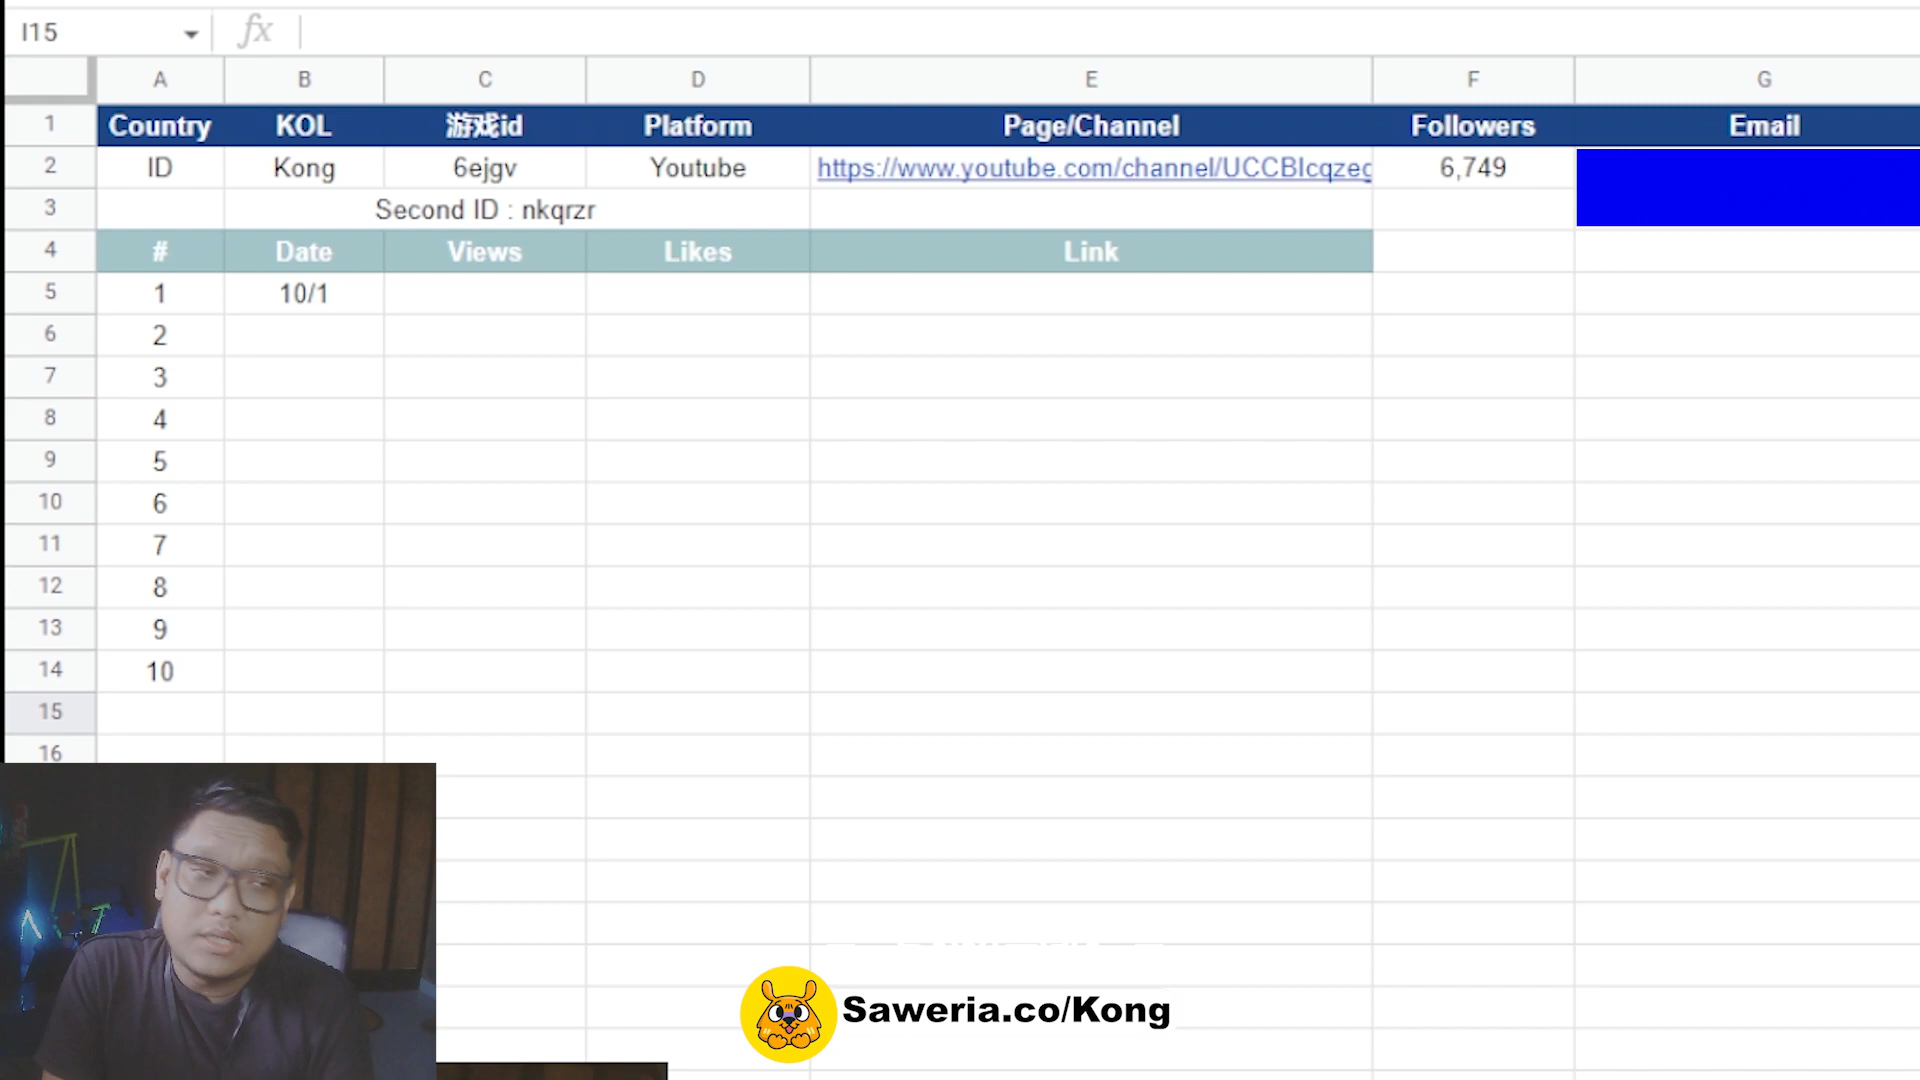 I15 fx
A B C D E F G
1 Country KOL 游戏id Platform Page/Channel Followers Email
2 ID Kong 6ejgv Youtube https://www.youtube.com/channel/UCCBIcqzeg 6,749
3 Second ID : nkqrzr
4 # Date Views Likes Link
5 1 10/1
6 2
7 3
8 4
9 5
10 6
11 7
12 8
13 9
14 10
15
16
Saweria.co/Kong